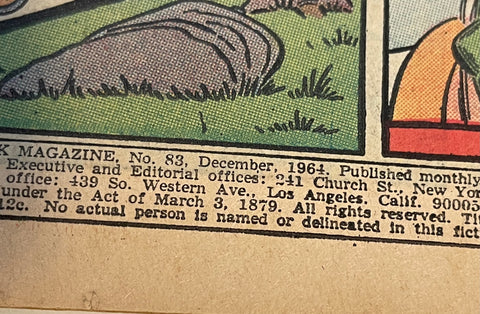 K MAGAZINE, No. 83, December, 1964. Published monthly
Executive and Editorial offices: 241 Church St., New York
office: 439 So. Western Ave., Los Angeles, Calif. 90005
under the Act of March 3, 1879. All rights reserved. Tit
12c. No actual person is named or delineated in this fict